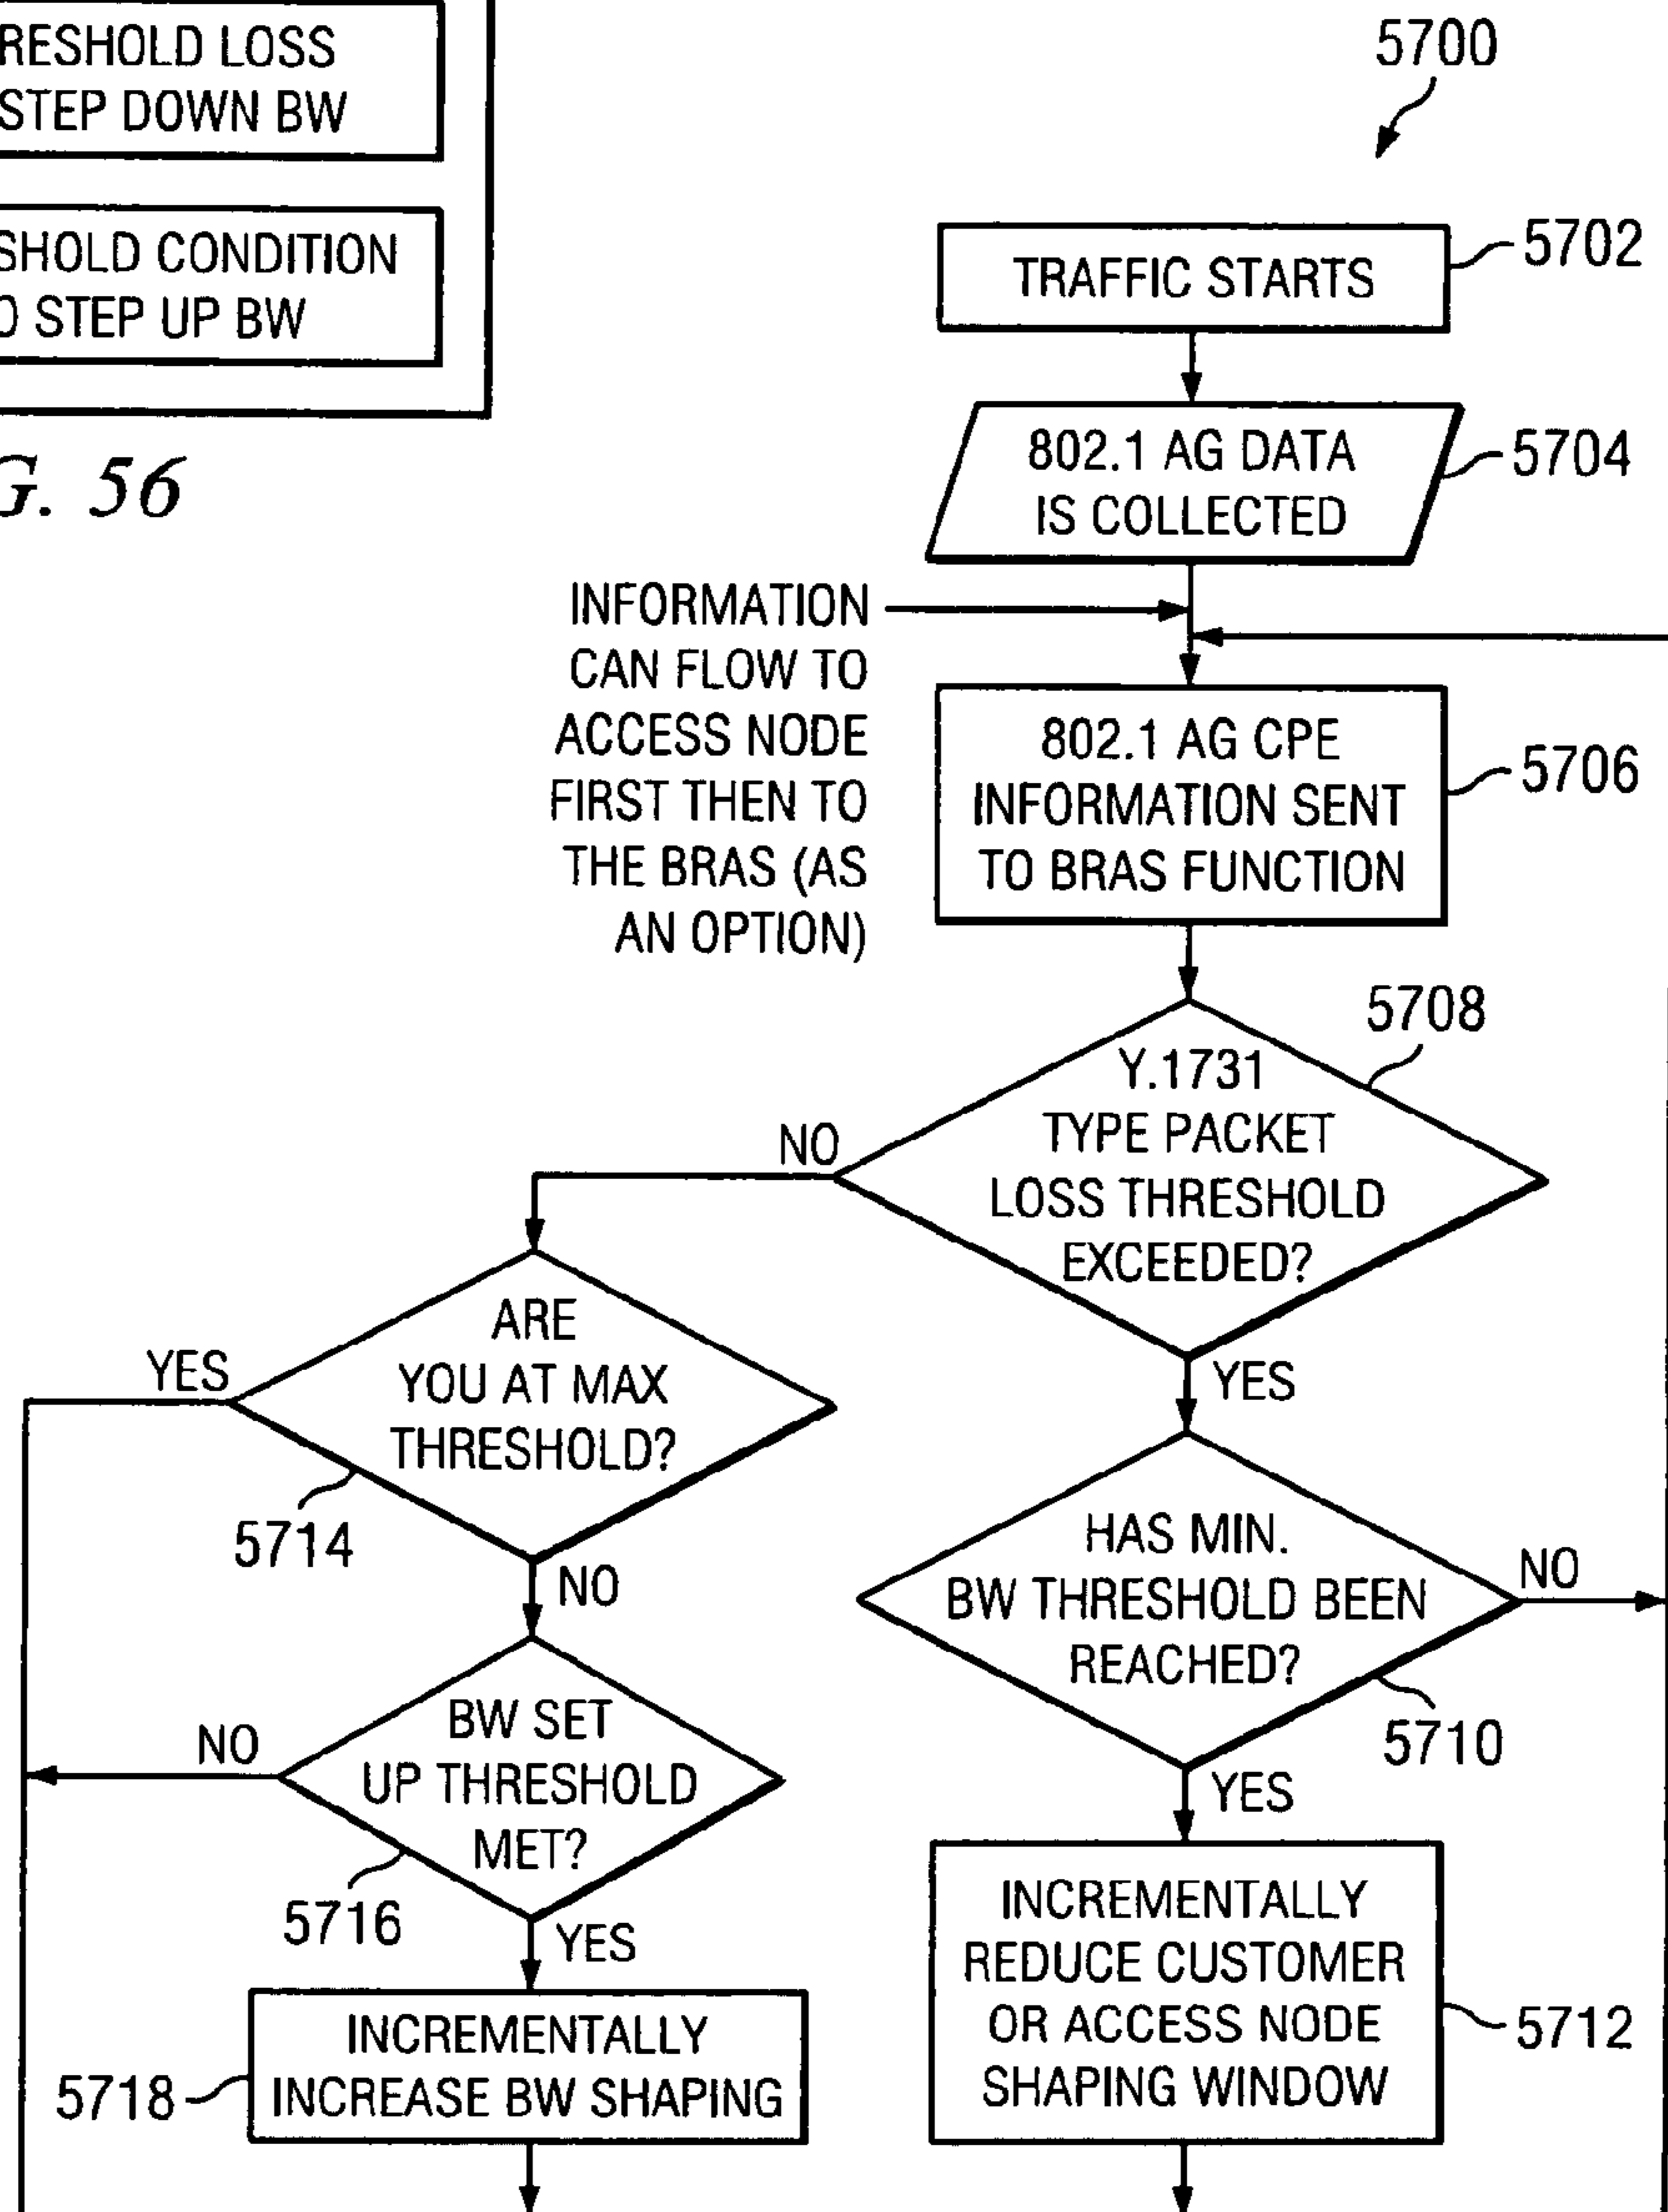 RESHOLD LOSS
STEP DOWN BW
SHOLD CONDITION
O STEP UP BW
G. 56
5700
TRAFFIC STARTS
5702
802.1 AG DATA
IS COLLECTED
5704
INFORMATION
CAN FLOW TO
ACCESS NODE
FIRST THEN TO
THE BRAS (AS
AN OPTION)
802.1 AG CPE
INFORMATION SENT
TO BRAS FUNCTION
5706
5708
Y.1731
TYPE PACKET
LOSS THRESHOLD
EXCEEDED?
NO
YES
ARE
YOU AT MAX
THRESHOLD?
YES
5714
NO
HAS MIN.
BW THRESHOLD BEEN
REACHED?
NO
5710
YES
BW SET
UP THRESHOLD
MET?
NO
5716
YES
INCREMENTALLY
INCREASE BW SHAPING
5718
INCREMENTALLY
REDUCE CUSTOMER
OR ACCESS NODE
SHAPING WINDOW
5712